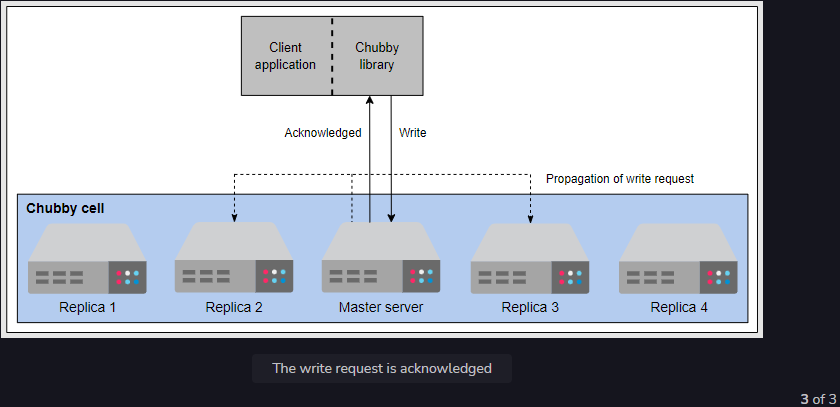 Client
application
Chubby
library
Acknowledged
Write
Propagation of write request
Chubby cell
Replica 1
Replica 2
Master server
Replica 3
Replica 4
The write request is acknowledged
3 of 3